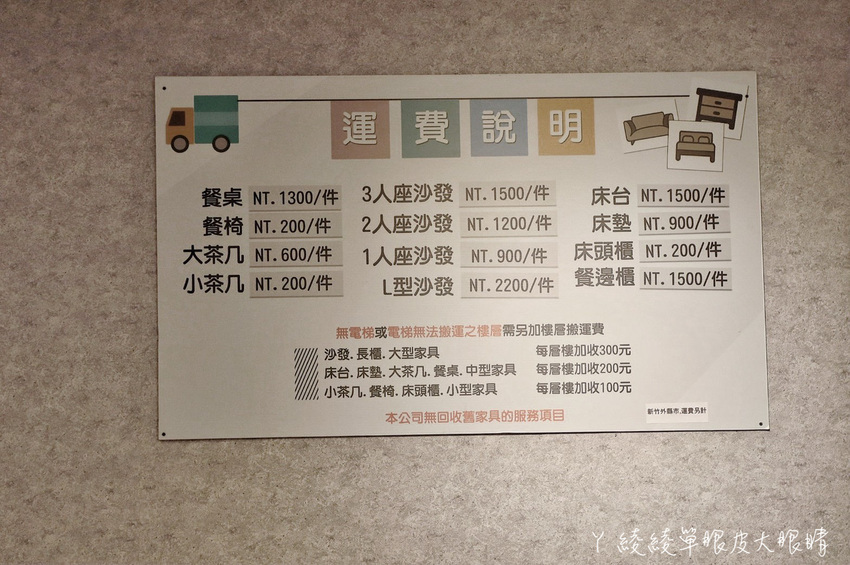 運費說明
餐桌 NT.1300/件
餐椅 NT.200/件
大茶几 NT.600/件
小茶几 NT.200/件
3人座沙發 NT.1500/件
2人座沙發 NT.1200/件
1人座沙發 NT.900/件
L型沙發 NT.2200/件
床台 NT.1500/件
床墊 NT.900/件
床頭櫃 NT.200/件
餐邊櫃 NT.1500/件
無電梯或電梯無法搬運之樓層需另加樓層搬運費
沙發.長櫃.大型家具 每層樓加收300元
床台.床墊.大茶几.餐桌.中型家具 每層樓加收200元
小茶几.餐椅.床頭櫃.小型家具 每層樓加收100元
本公司無回收舊家具的服務項目
新竹外縣市,運費另計
ㄚ綾綾單眼皮大眼睛